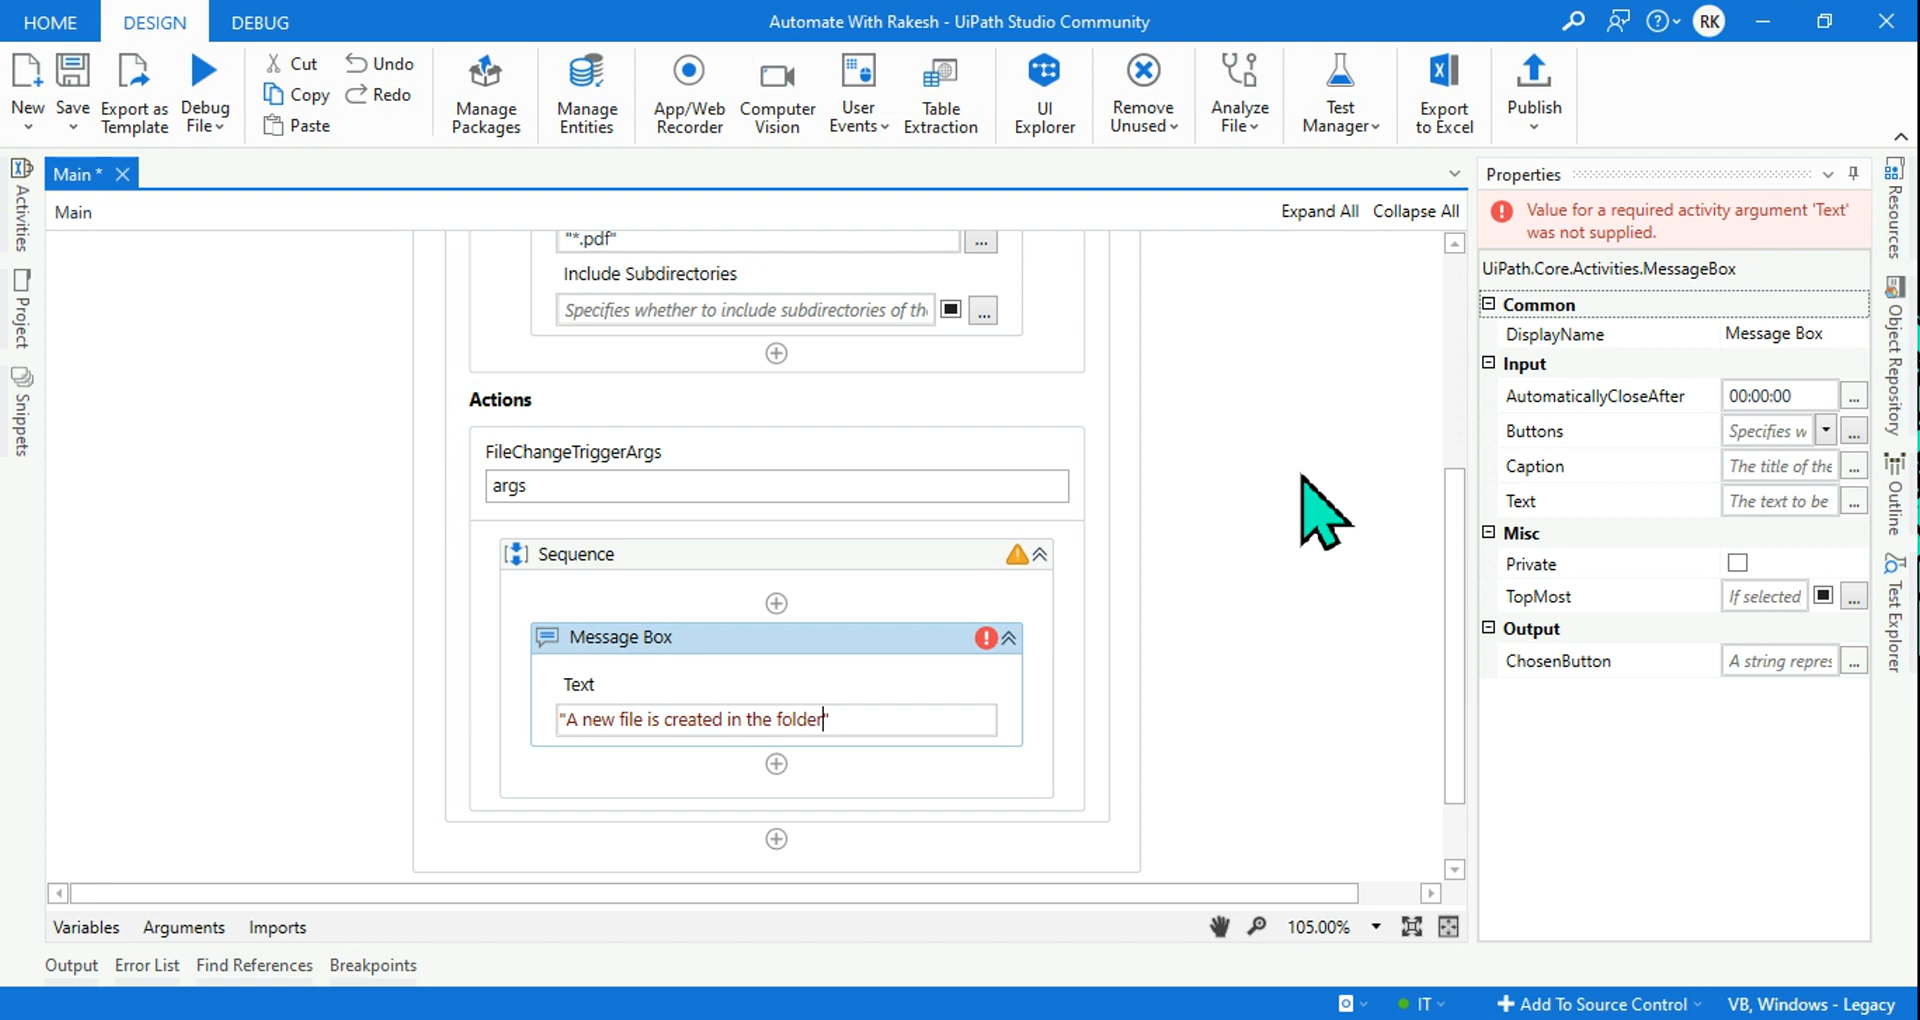 HOME DESIGN DEBUG Automate With Rakesh - UiPath Studio Community RK
New Save Export as Template Debug File
Cut Undo
Copy Redo
Paste
Manage Packages
Manage Entities
App/Web Recorder
Computer Vision
User Events
Table Extraction
UI Explorer
Remove Unused
Analyze File
Test Manager
Export to Excel
Publish
Main *
Main Expand All Collapse All
Activities
Project
Snippets
"*.pdf" ...
Include Subdirectories
Specifies whether to include subdirectories of th ...
Actions
FileChangeTriggerArgs
args
Sequence
Message Box
Text
"A new file is created in the folder"
Properties
Value for a required activity argument 'Text'
was not supplied.
UiPath.Core.Activities.MessageBox
Common
DisplayName Message Box
Input
AutomaticallyCloseAfter 00:00:00 ...
Buttons Specifies w ...
Caption The title of the ...
Text The text to be ...
Misc
Private
TopMost If selected ...
Output
ChosenButton A string repres ...
Resources
Object Repository
Outline
Test Explorer
Variables Arguments Imports 105.00%
Output Error List Find References Breakpoints
IT Add To Source Control VB, Windows - Legacy